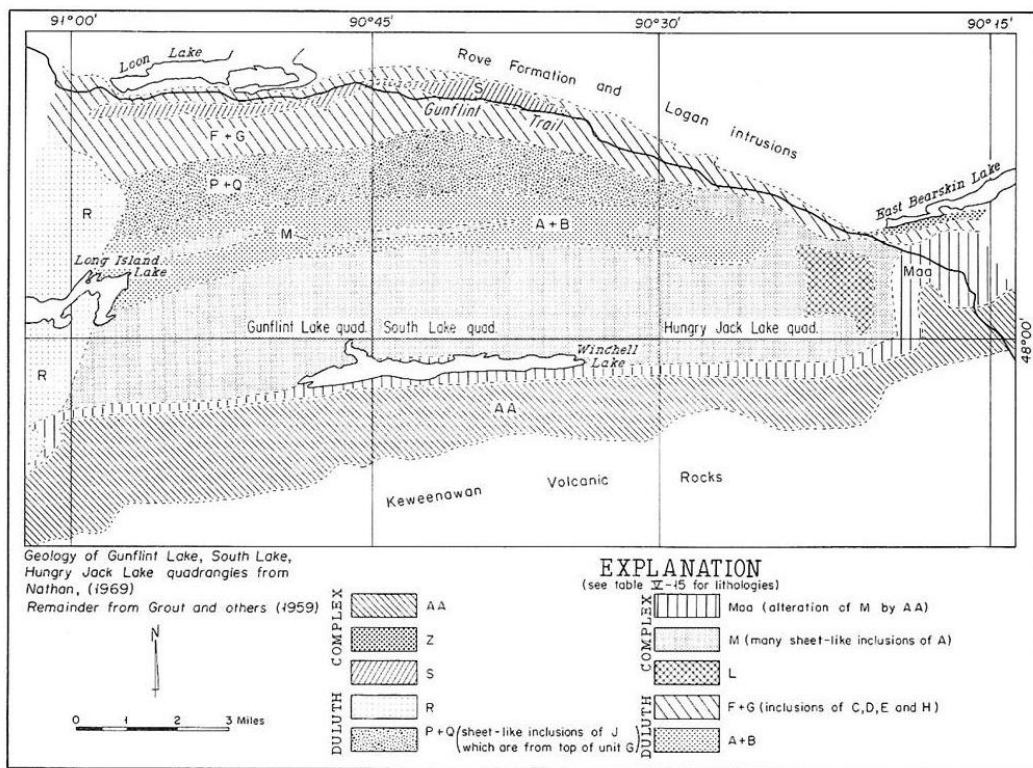 91°00'
90°45'
90°30'
90°15'
Loon
Lake
Rove Formation and
Logan intrusions
S
Gunflint
Trail
F+G
P+Q
R
East Bearskin Lake
A+B
M
Maa
Long Island
Lake
Gunflint Lake quad.
South Lake quad.
Hungry Jack Lake quad.
48°00'
Winchell
Lake
R
AA
Keweenawan Volcanic Rocks
Geology of Gunflint Lake, South Lake,
Hungry Jack Lake quadrangles from
Nathan, (1969)
Remainder from Grout and others (1959)
N
0 1 2 3 Miles
EXPLANATION
(see table V-15 for lithologies)
DULUTH COMPLEX
AA
Z
S
R
P+Q (sheet-like inclusions of J
which are from top of unit G)
DULUTH COMPLEX
Maa (alteration of M by AA)
M (many sheet-like inclusions of A)
L
F+G (inclusions of C,D,E and H)
A+B